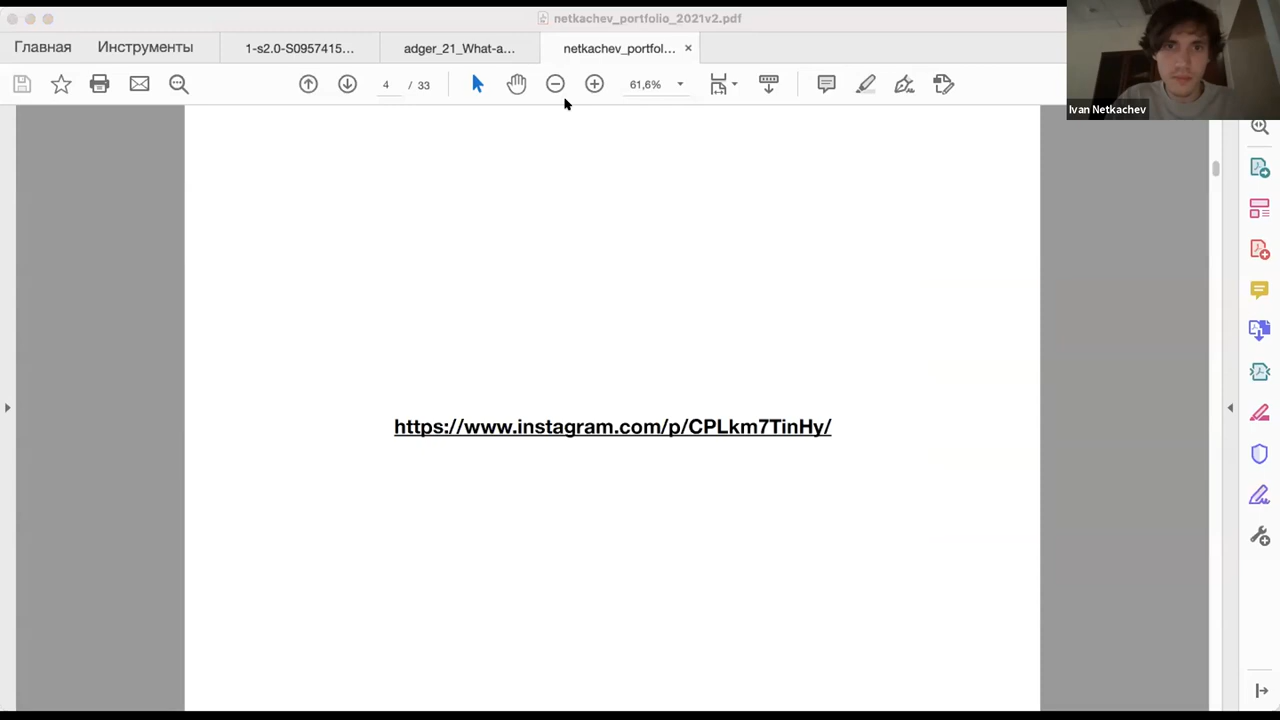 netkachev_portfolio_2021v2.pdf
Главная
Инструменты
1-s2.0-S0957415...
adger_21_What-a...
netkachev_portfol...
4 / 33
61,6%
Ivan Netkachev
https://www.instagram.com/p/CPLkm7TinHy/